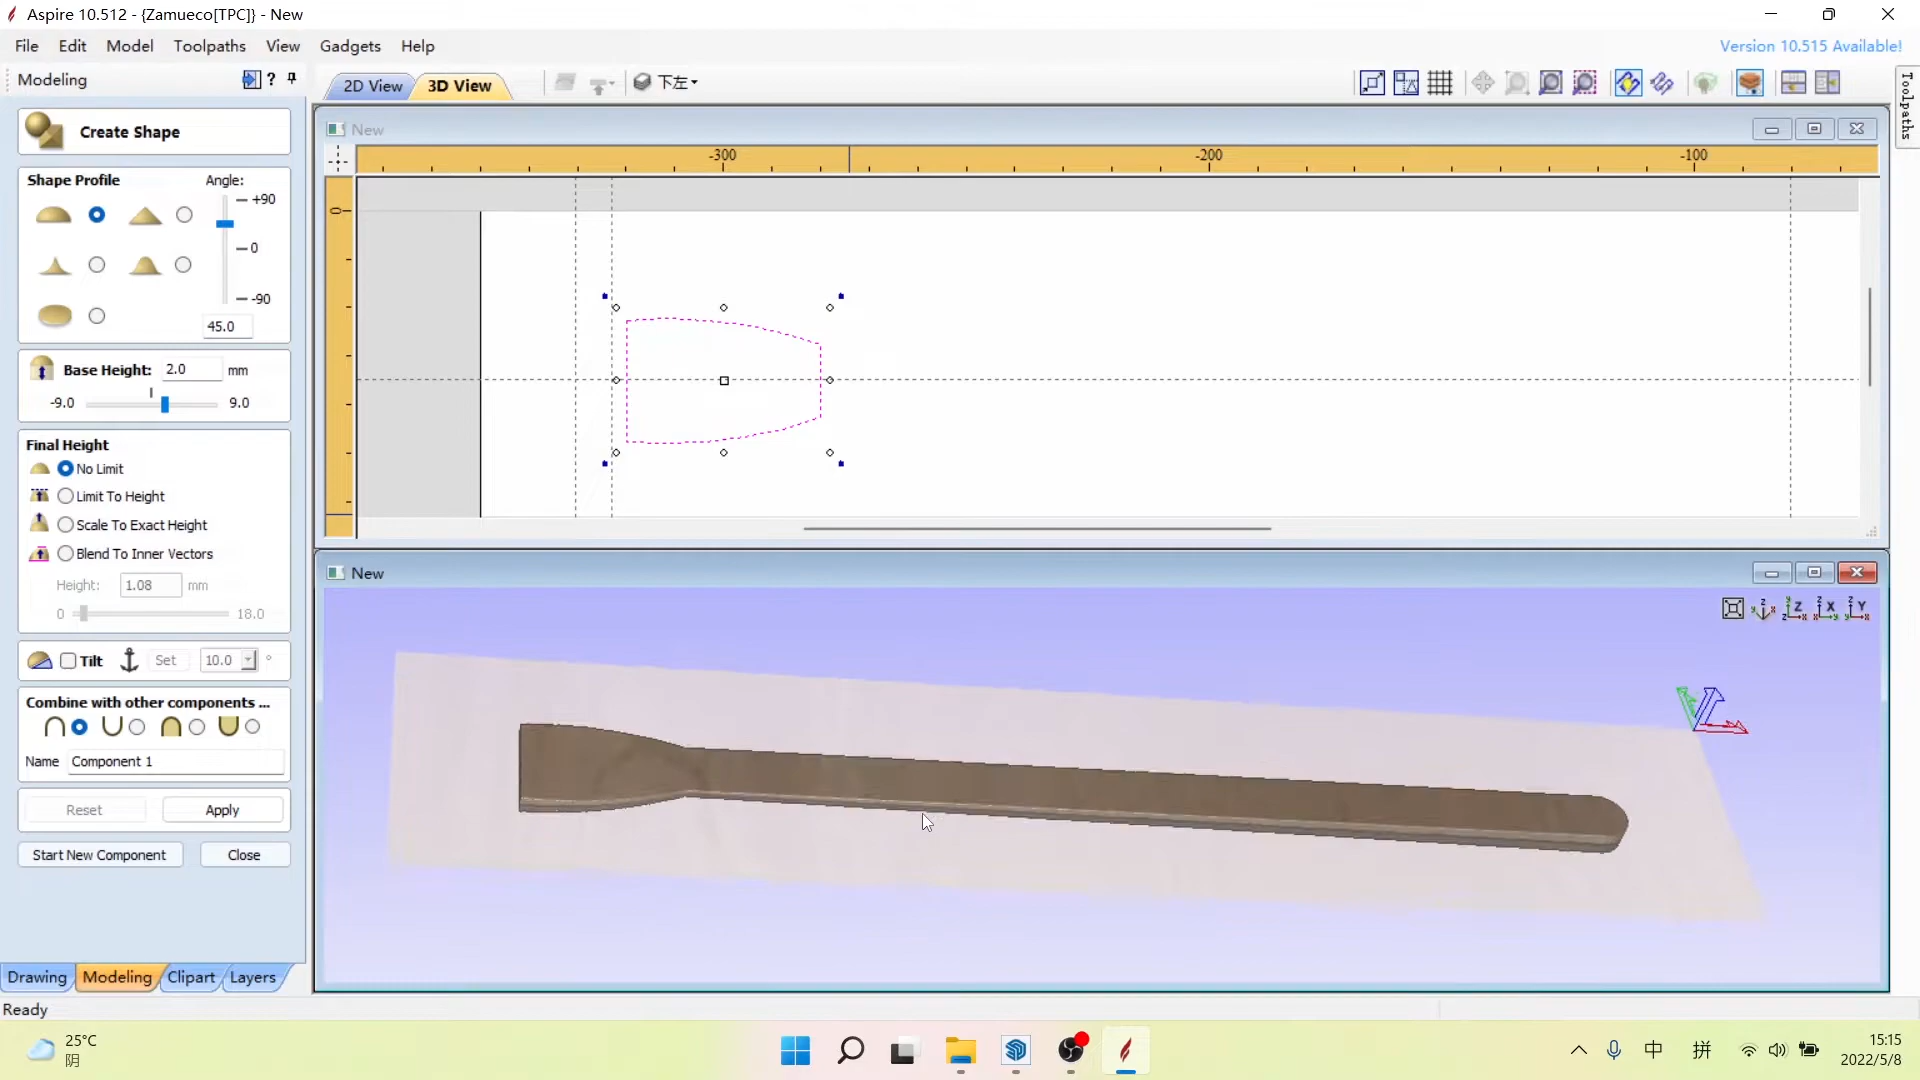 Aspire 10.512 - {Zamueco[TPC]} - New
File Edit Model Toolpaths View Gadgets Help
Version 10.515 Available!
Modeling
?
2D View 3D View
下左
Toolpaths
Create Shape
Shape Profile
Angle:
+90
0
-90
45.0
Base Height: 2.0 mm
-9.0 9.0
Final Height
No Limit
Limit To Height
Scale To Exact Height
Blend To Inner Vectors
Height: 1.08 mm
0 18.0
Tilt Set 10.0 °
Combine with other components ...
Name Component 1
Reset Apply
Start New Component Close
Drawing Modeling Clipart Layers
Ready
New
-300 -200 -100
0
New
z y x
Z X Y
25°C
阴
中 拼
15:15
2022/5/8